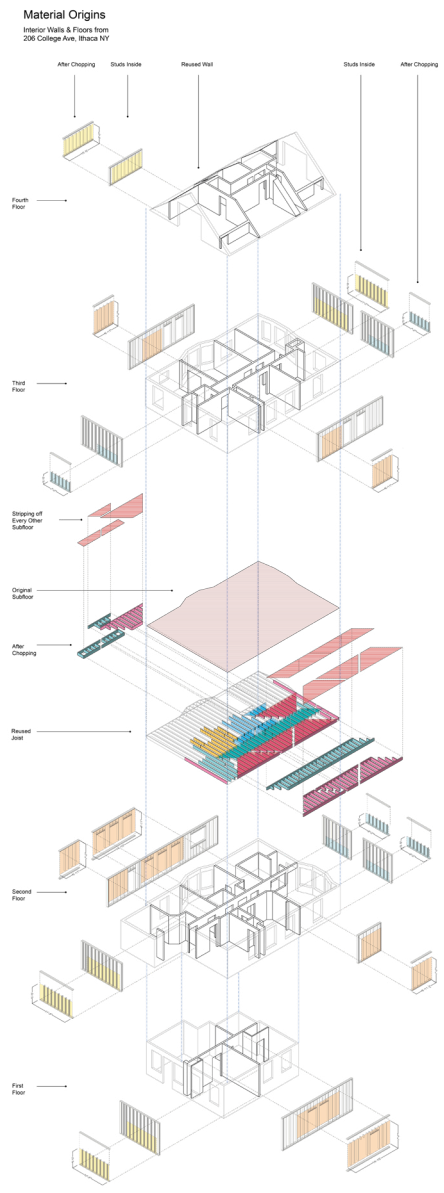 Material Origins
Interior Walls & Floors from
206 College Ave, Ithaca NY
After Chopping
Studs Inside
Reused Wall
Studs Inside
After Chopping
Fourth
Floor
Third
Floor
Stripping off
Every Other
Subfloor
Original
Subfloor
After
Chopping
Reused
Joist
Second
Floor
First
Floor